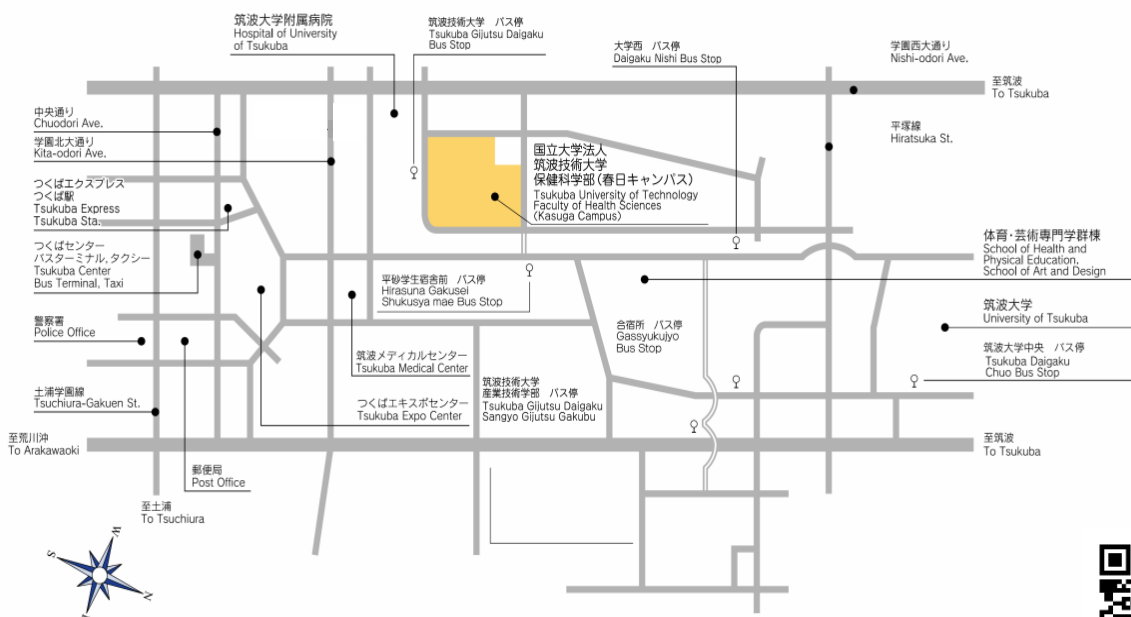 筑波大学附属病院
Hospital of University
of Tsukuba
筑波技術大学 バス停
Tsukuba Gijutsu Daigaku
Bus Stop
大学西 バス停
Daigaku Nishi Bus Stop
学園西大通り
Nishi-odori Ave.
至筑波
To Tsukuba
中央通り
Chuodori Ave.
学園北大通り
Kita-odori Ave.
平塚線
Hiratsuka St.
国立大学法人
筑波技術大学
保健科学部(春日キャンパス)
Tsukuba University of Technology
Faculty of Health Sciences
(Kasuga Campus)
つくばエクスプレス
つくば駅
Tsukuba Express
Tsukuba Sta.
つくばセンター
バスターミナル,タクシー
Tsukuba Center
Bus Terminal, Taxi
体育・芸術専門学群棟
School of Health and
Physical Education.
School of Art and Design
平砂学生宿舎前 バス停
Hirasuna Gakusei
Shukusya mae Bus Stop
筑波大学
University of Tsukuba
警察署
Police Office
合宿所 バス停
Gassyukujyo
Bus Stop
筑波大学中央 バス停
Tsukuba Daigaku
Chuo Bus Stop
筑波メディカルセンター
Tsukuba Medical Center
筑波技術大学
産業技術学部 バス停
Tsukuba Gijutsu Daigaku
Sangyo Gijutsu Gakubu
土浦学園線
Tsuchiura-Gakuen St.
つくばエキスポセンター
Tsukuba Expo Center
至荒川沖
To Arakawaoki
至筑波
To Tsukuba
郵便局
Post Office
至土浦
To Tsuchiura
W
S
N